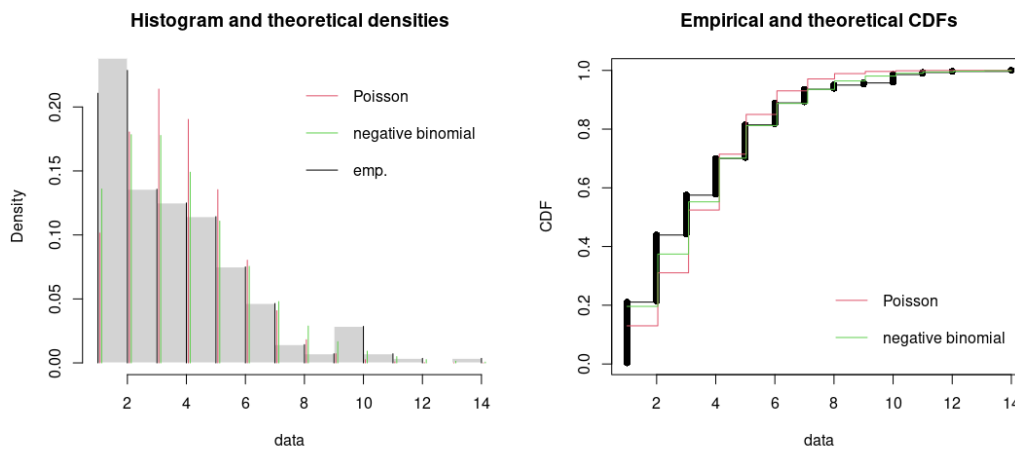 Histogram and theoretical densities
Density
0.00 0.05 0.10 0.15 0.20
Poisson
negative binomial
emp.
2 4 6 8 10 12 14
data
Empirical and theoretical CDFs
CDF
0.0 0.2 0.4 0.6 0.8 1.0
Poisson
negative binomial
2 4 6 8 10 12 14
data